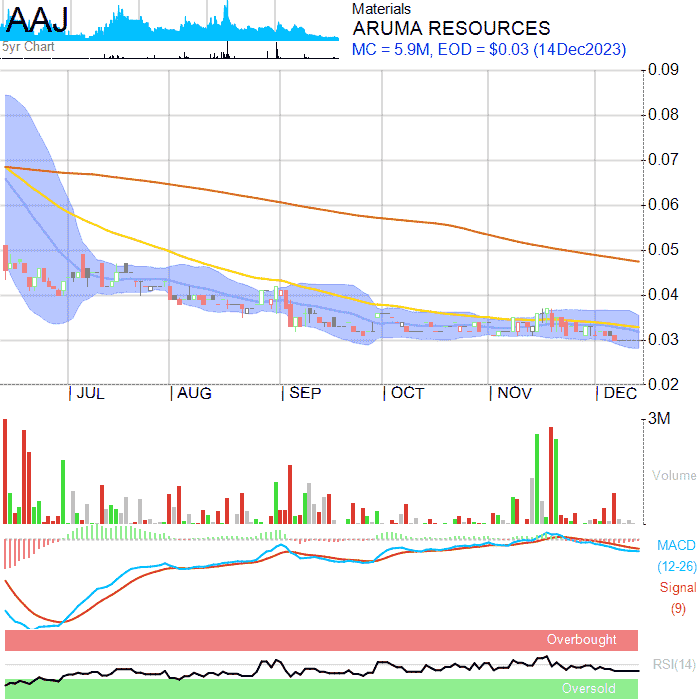 AAJ
5yr Chart
Materials
ARUMA RESOURCES
MC = 5.9M, EOD = $0.03 (14Dec2023)
0.09
0.08
0.07
0.06
0.05
0.04
0.03
0.02
JUL AUG SEP OCT NOV DEC
3M
Volume
MACD
(12-26)
Signal
(9)
Overbought
RSI(14)
Oversold